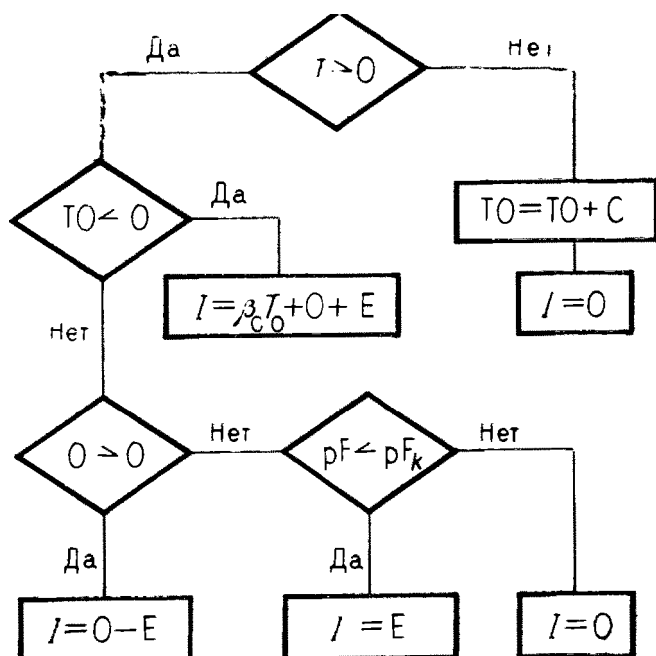 Да
T > 0
Нет
TO < 0
Да
TO = TO + C
I = β_c T_0 + O + E
I = 0
Нет
O > 0
Нет
pF < pF_k
Нет
Да
Да
I = O − E
I = E
I = 0